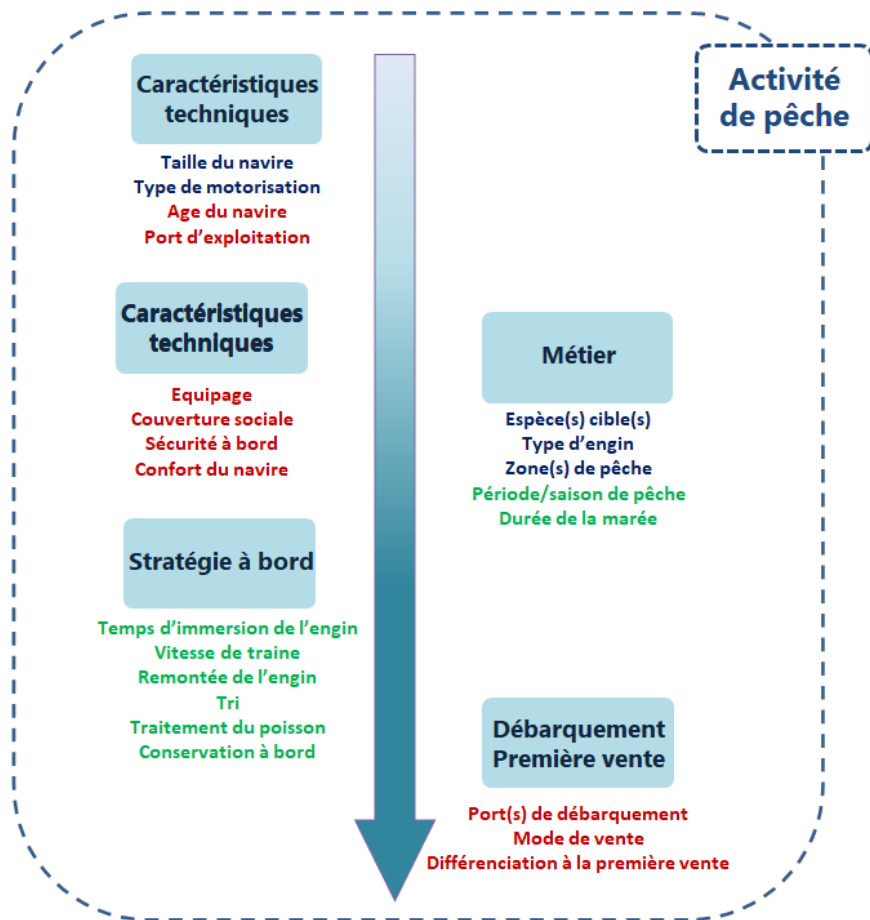 Activité
de pêche
Caractéristiques
techniques
Taille du navire
Type de motorisation
Age du navire
Port d'exploitation
Caractéristiques
techniques
Equipage
Couverture sociale
Sécurité à bord
Confort du navire
Métier
Espèce(s) cible(s)
Type d'engin
Zone(s) de pêche
Période/saison de pêche
Durée de la marée
Stratégie à bord
Temps d'immersion de l'engin
Vitesse de traine
Remontée de l'engin
Tri
Traitement du poisson
Conservation à bord
Débarquement
Première vente
Port(s) de débarquement
Mode de vente
Différenciation à la première vente